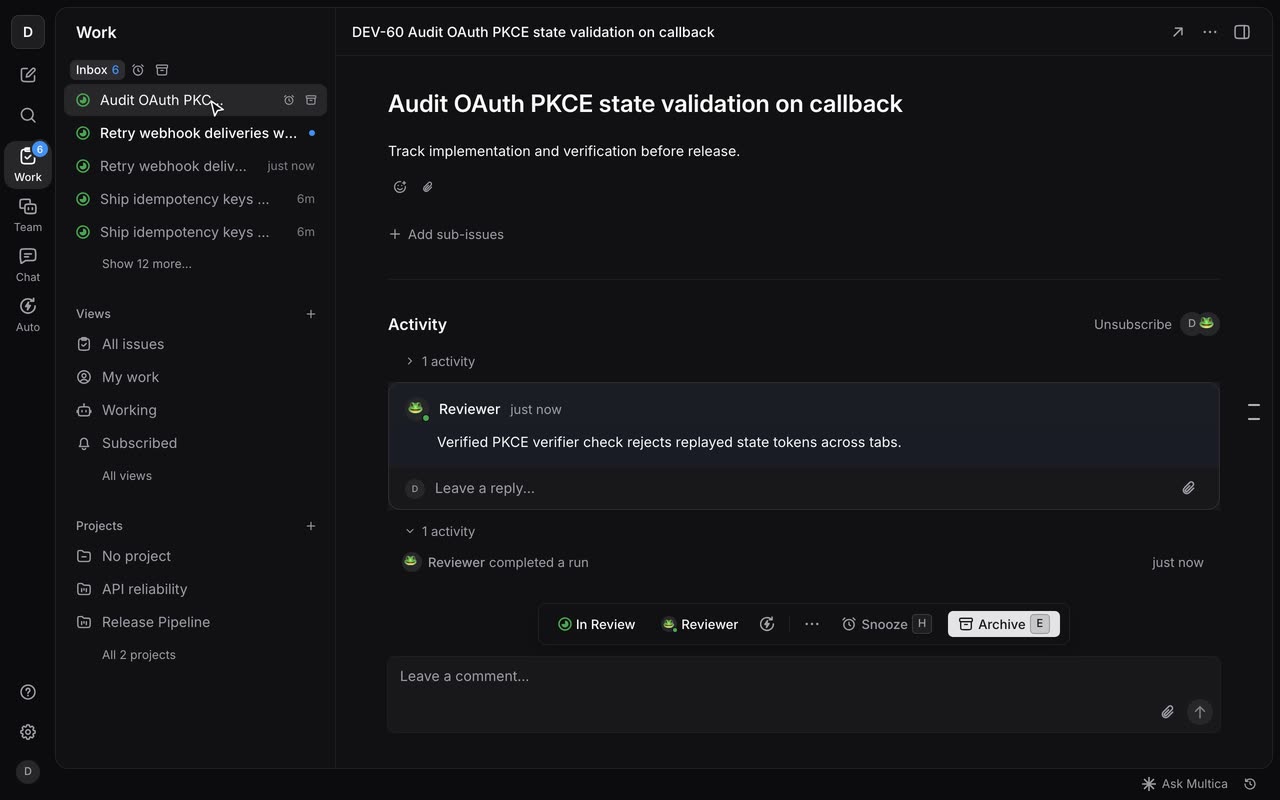 D
Work
DEV-60 Audit OAuth PKCE state validation on callback
Inbox 6
Audit OAuth PKC...
Retry webhook deliveries w...
Retry webhook deliv... just now
Ship idempotency keys ... 6m
Ship idempotency keys ... 6m
Show 12 more...
6
Work
Team
Chat
Auto
Views
All issues
My work
Working
Subscribed
All views
Projects
No project
API reliability
Release Pipeline
All 2 projects
D
Audit OAuth PKCE state validation on callback
Track implementation and verification before release.
Add sub-issues
Activity
Unsubscribe D
1 activity
Reviewer just now
Verified PKCE verifier check rejects replayed state tokens across tabs.
D Leave a reply...
1 activity
Reviewer completed a run just now
In Review Reviewer Snooze H Archive E
Leave a comment...
Ask Multica